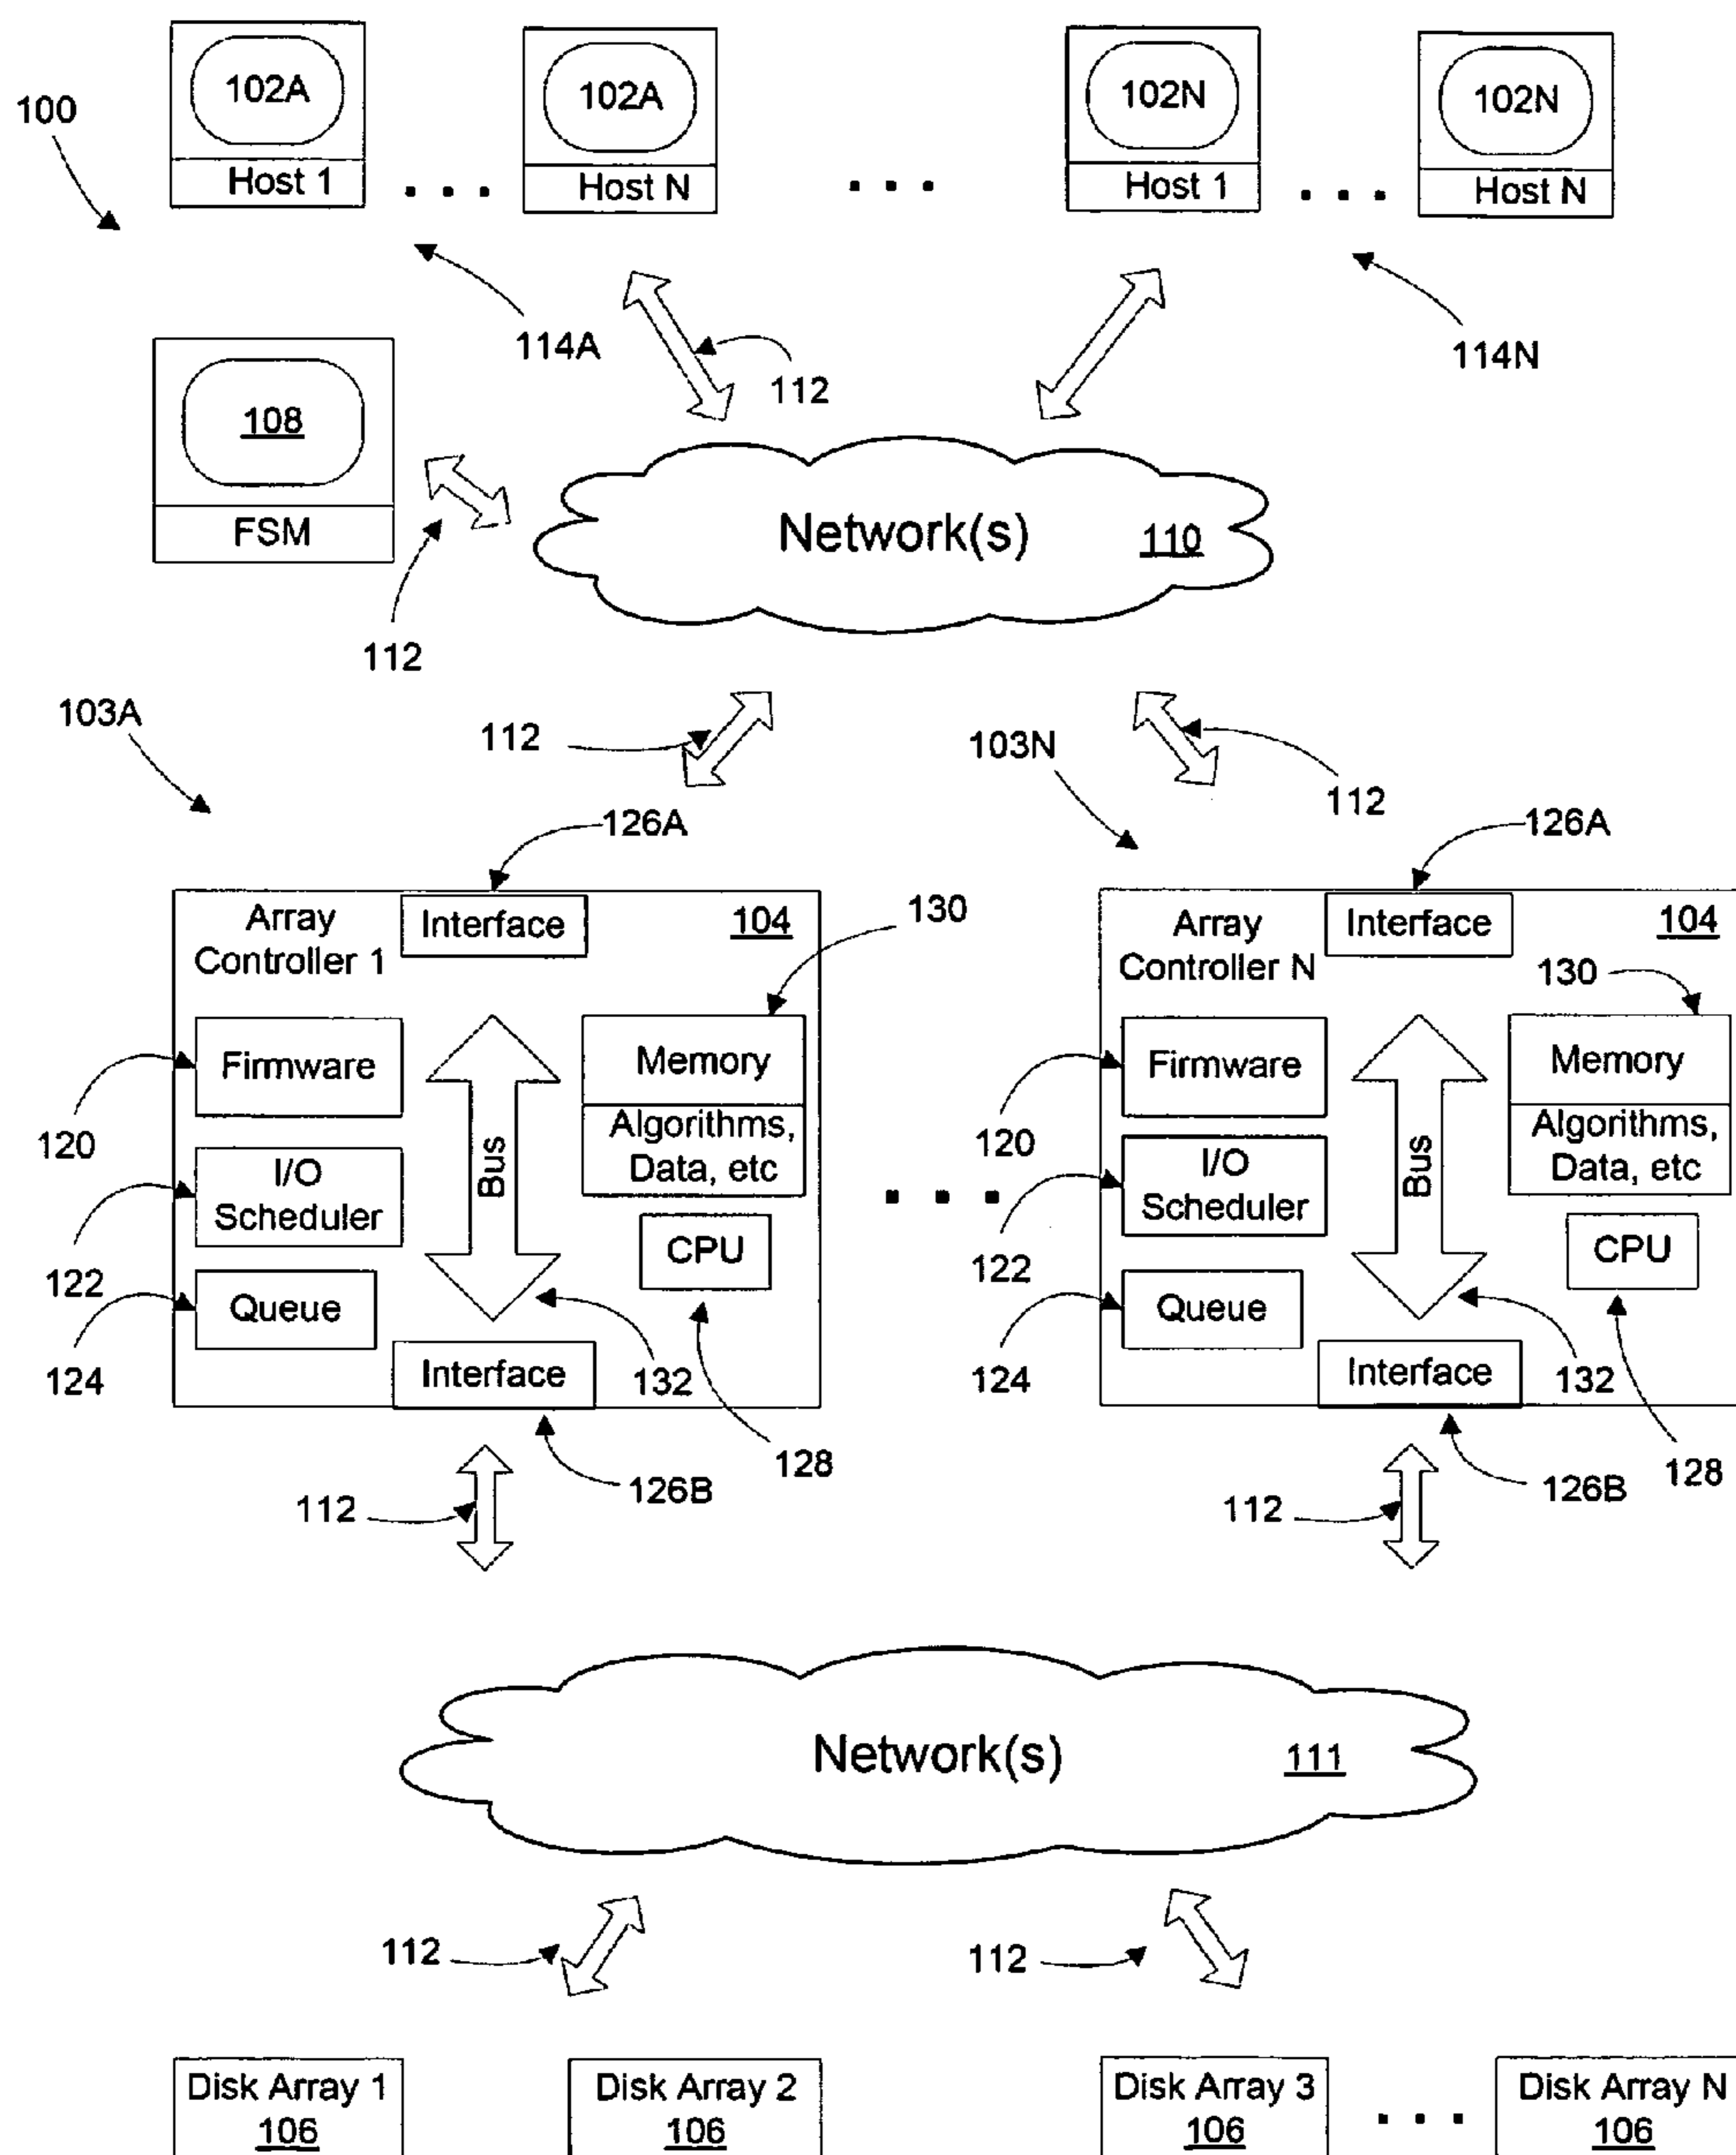 102A
102A
102N
102N
100
Host 1
. . .
Host N
. . .
Host 1
. . .
Host N
114A
112
114N
108
FSM
Network(s)
110
112
103A
112
103N
112
126A
126A
Array
Controller 1
Interface
104
130
Array
Controller N
Interface
104
130
Firmware
Memory
Firmware
Memory
120
Algorithms,
Data, etc
120
Algorithms,
Data, etc
I/O
Scheduler
Bus
. . .
I/O
Scheduler
Bus
122
CPU
122
CPU
Queue
Queue
124
Interface
132
124
Interface
132
128
128
112
126B
112
126B
Network(s)
111
112
112
Disk Array 1
106
Disk Array 2
106
Disk Array 3
106
. . .
Disk Array N
106